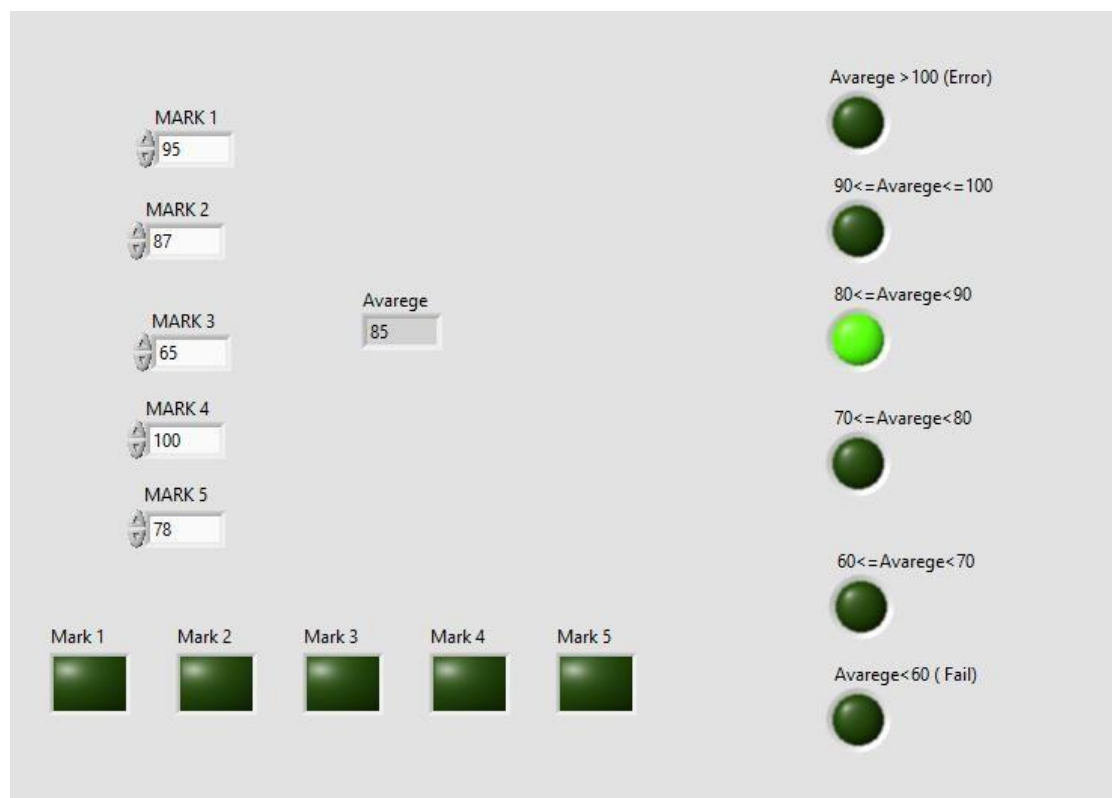 MARK 1
95
MARK 2
87
MARK 3
65
MARK 4
100
MARK 5
78
Avarege
85
Mark 1
Mark 2
Mark 3
Mark 4
Mark 5
Avarege >100 (Error)
90<=Avarege<=100
80<=Avarege<90
70<=Avarege<80
60<=Avarege<70
Avarege<60 ( Fail)